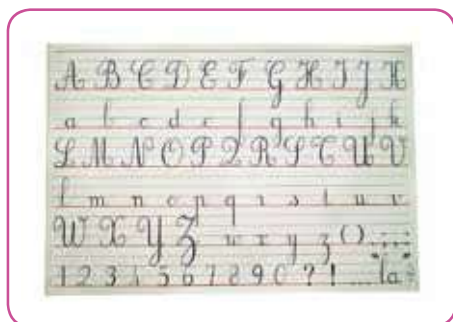 A B C D E F G H I J K
a b c d e f g h i j k
L M N O P Q R S T U V
l m n o p q r s t u v
W X Y Z w x y z ( ) . , : ;
1 2 3 4 5 6 7 8 9 0 ? ! ... la